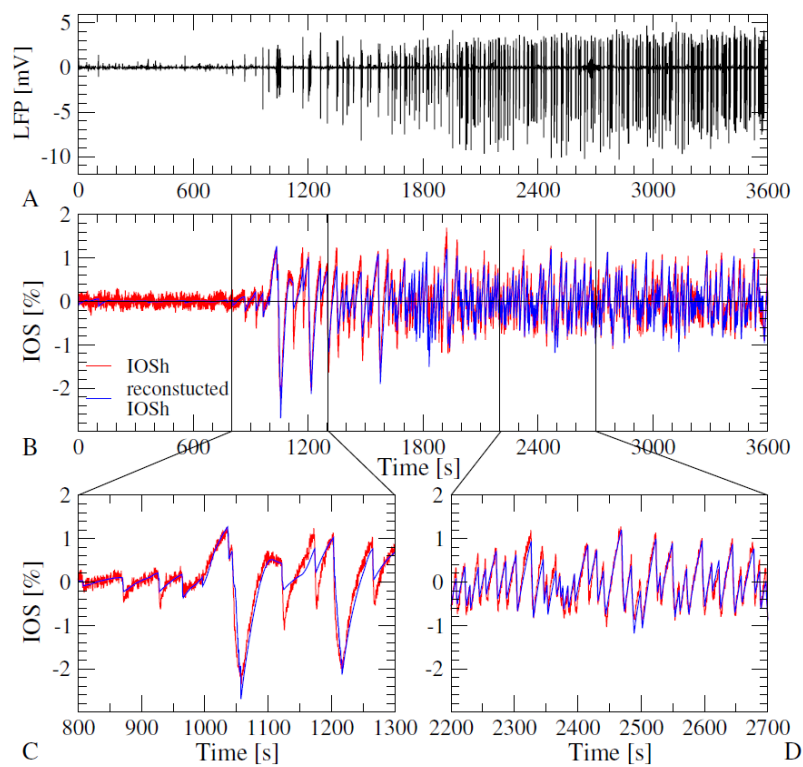 5
0
-5
-10
LFP [mV]
0 600 1200 1800 2400 3000 3600
A
2
1
0
-1
-2
IOS [%]
IOSh
reconstucted
IOSh
0 600 1200 1800 2400 3000 3600
B
Time [s]
2
1
0
-1
-2
IOS [%]
800 900 1000 1100 1200 1300
C
Time [s]
2
1
0
-1
-2
2200 2300 2400 2500 2600 2700
Time [s]
D